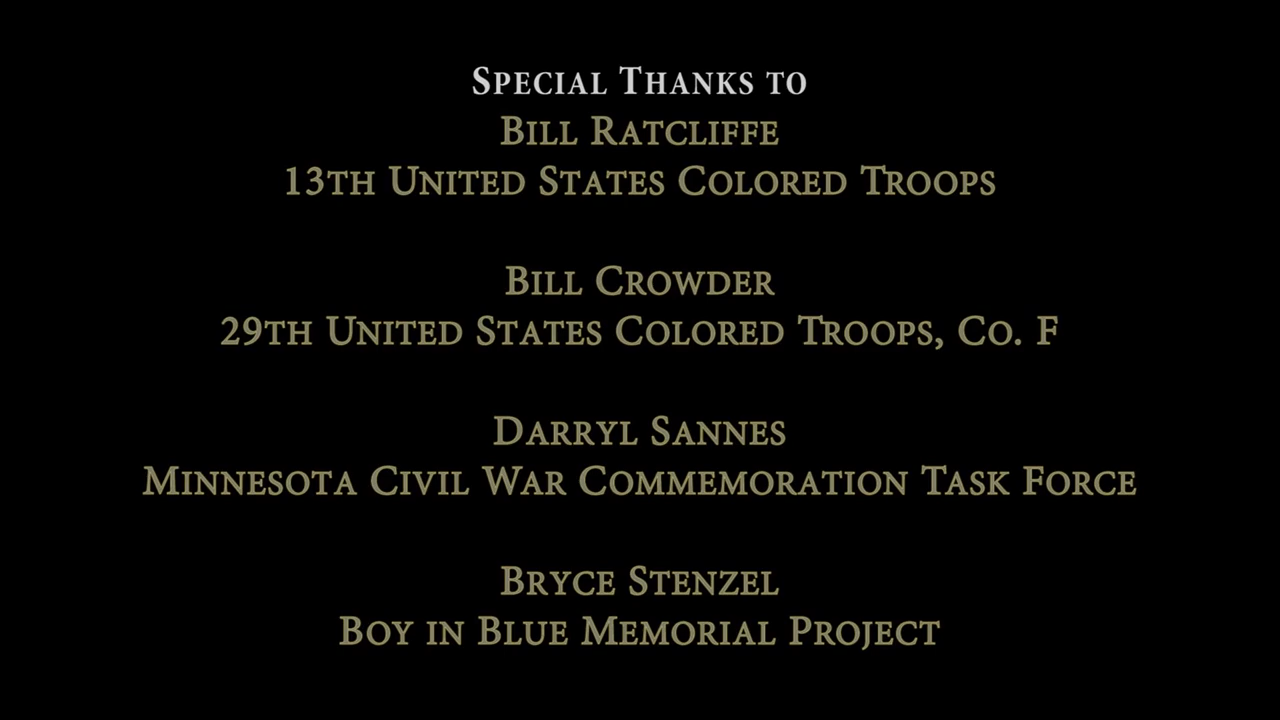 Special Thanks to
Bill Ratcliffe
13th United States Colored Troops
Bill Crowder
29th United States Colored Troops, Co. F
Darryl Sannes
Minnesota Civil War Commemoration Task Force
Bryce Stenzel
Boy in Blue Memorial Project